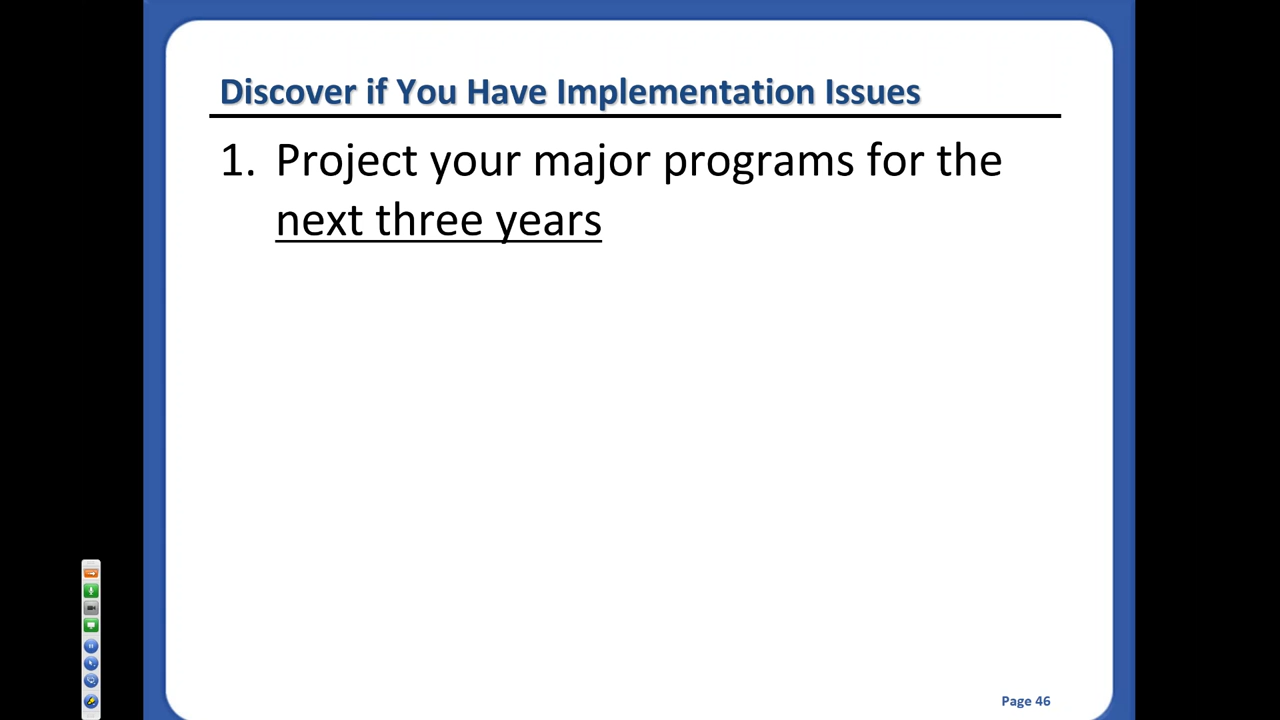 Discover if You Have Implementation Issues
1. Project your major programs for the
next three years
Page 46